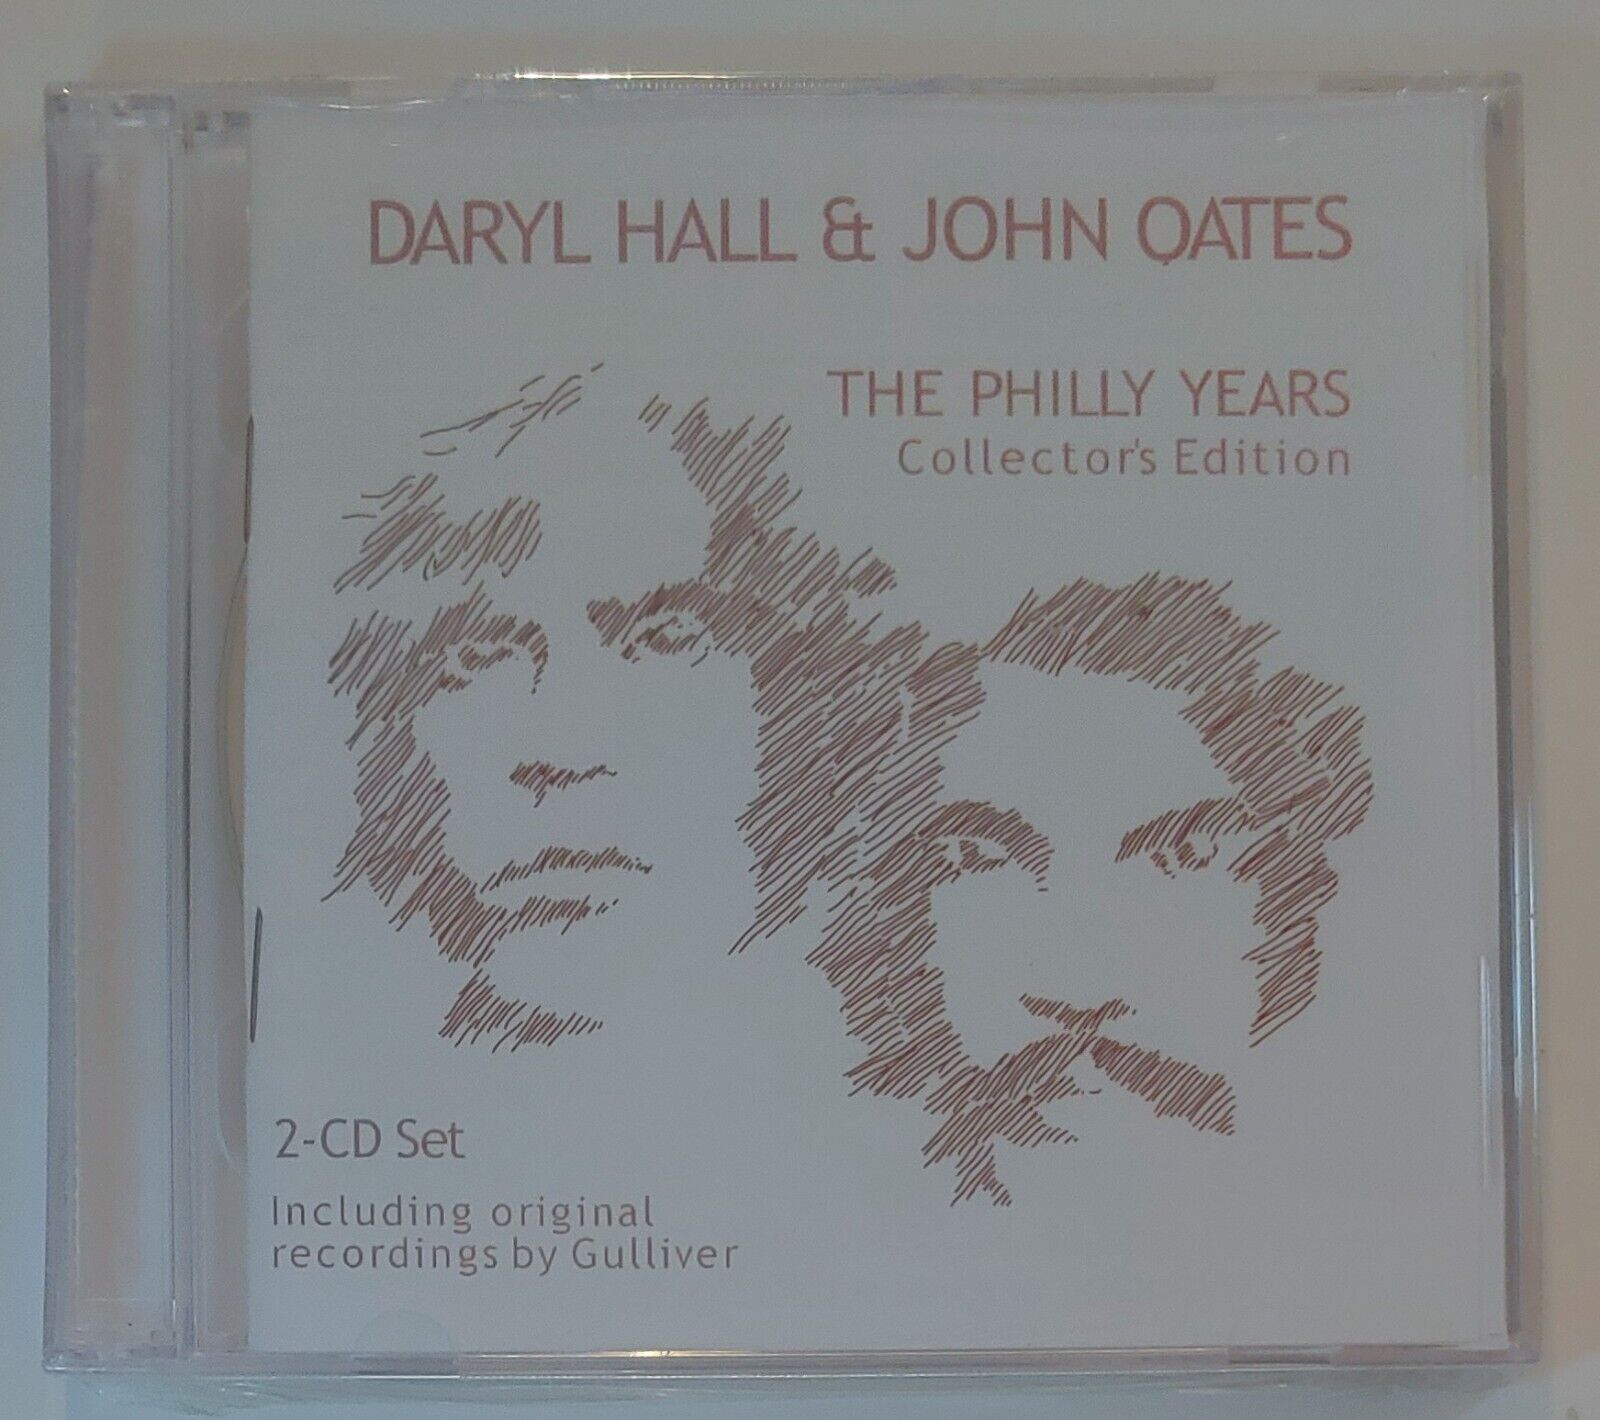 DARYL HALL & JOHN OATES
THE PHILLY YEARS
Collector's Edition
2-CD Set
Including original
recordings by Gulliver